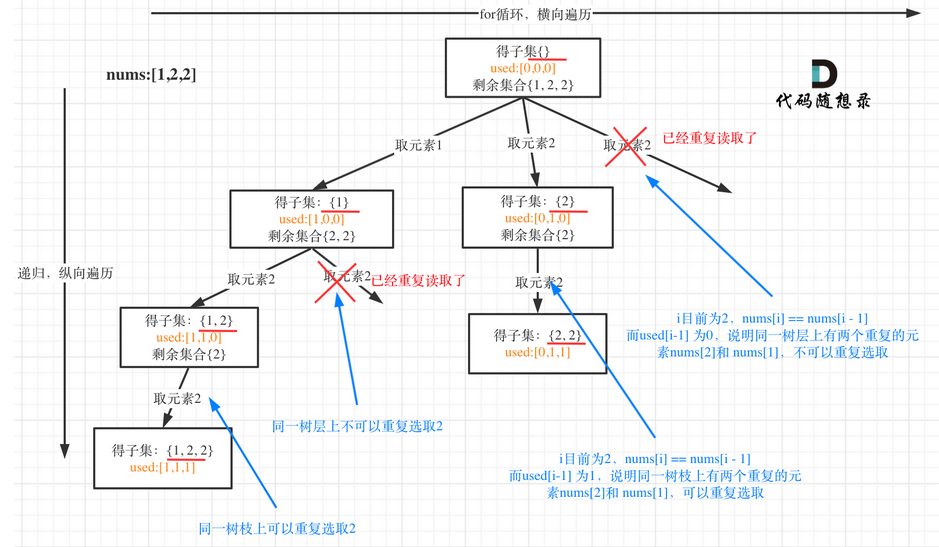 for循环，横向遍历
nums:[1,2,2]
得子集{}
used:[0,0,0]
剩余集合{1, 2, 2}
代码随想录
取元素1
取元素2
取元素2
已经重复读取了
得子集：{1}
used:[1,0,0]
剩余集合{2, 2}
得子集：{2}
used:[0,1,0]
剩余集合{2}
递归，纵向遍历
取元素2
取元素2
已经重复读取了
取元素2
得子集：{1, 2}
used:[1,1,0]
剩余集合{2}
得子集：{2, 2}
used:[0,1,1]
i目前为2，nums[i] == nums[i - 1]
而used[i-1] 为0，说明同一树层上有两个重复的元
素nums[2]和 nums[1]，不可以重复选取
取元素2
同一树层上不可以重复选取2
得子集：{1, 2, 2}
used:[1,1,1]
i目前为2，nums[i] == nums[i - 1]
而used[i-1] 为1，说明同一树枝上有两个重复的元
素nums[2]和 nums[1]，可以重复选取
同一树枝上可以重复选取2